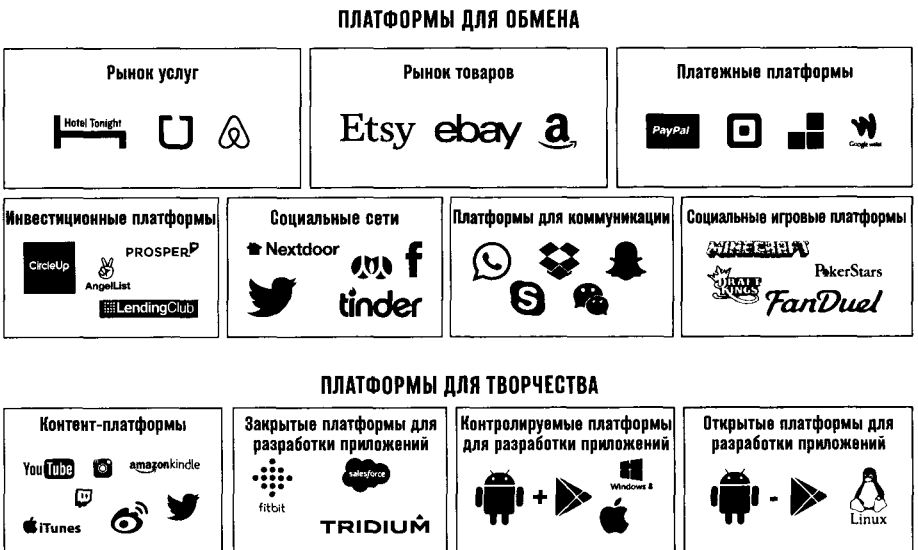 ПЛАТФОРМЫ ДЛЯ ОБМЕНА
Рынок услуг
Hotel Tonight
Рынок товаров
Etsy ebay a
Платежные платформы
PayPal
Google wallet
Инвестиционные платформы
CircleUp
PROSPER
AngelList
LendingClub
Социальные сети
Nextdoor
f
tinder
Платформы для коммуникации
S
Социальные игровые платформы
MINECRAFT
DRAFT
KINGS
PokerStars
FanDuel
ПЛАТФОРМЫ ДЛЯ ТВОРЧЕСТВА
Контент-платформы
YouTube
amazonkindle
iTunes
Закрытые платформы для
разработки приложений
salesforce
fitbit
TRIDIUM
Контролируемые платформы
для разработки приложений
+
Windows 8
Открытые платформы для
разработки приложений
-
Linux